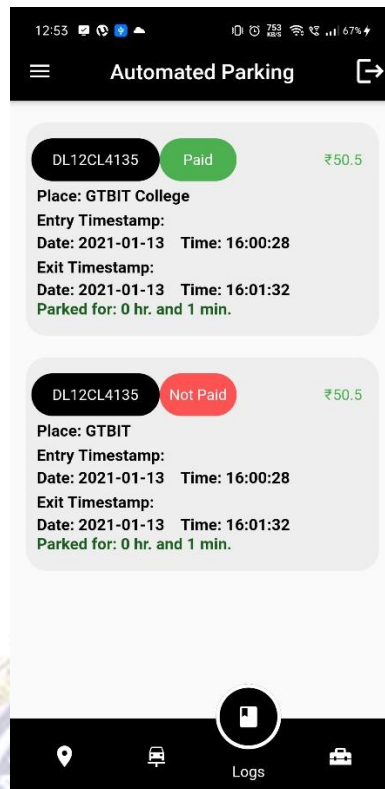 12:53 753 KB/S 67%
Automated Parking
DL12CL4135 Paid ₹50.5
Place: GTBIT College
Entry Timestamp:
Date: 2021-01-13 Time: 16:00:28
Exit Timestamp:
Date: 2021-01-13 Time: 16:01:32
Parked for: 0 hr. and 1 min.
DL12CL4135 Not Paid ₹50.5
Place: GTBIT
Entry Timestamp:
Date: 2021-01-13 Time: 16:00:28
Exit Timestamp:
Date: 2021-01-13 Time: 16:01:32
Parked for: 0 hr. and 1 min.
Logs